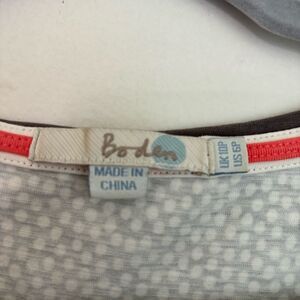 Boden
MADE IN
CHINA
UK 10P
US 6P